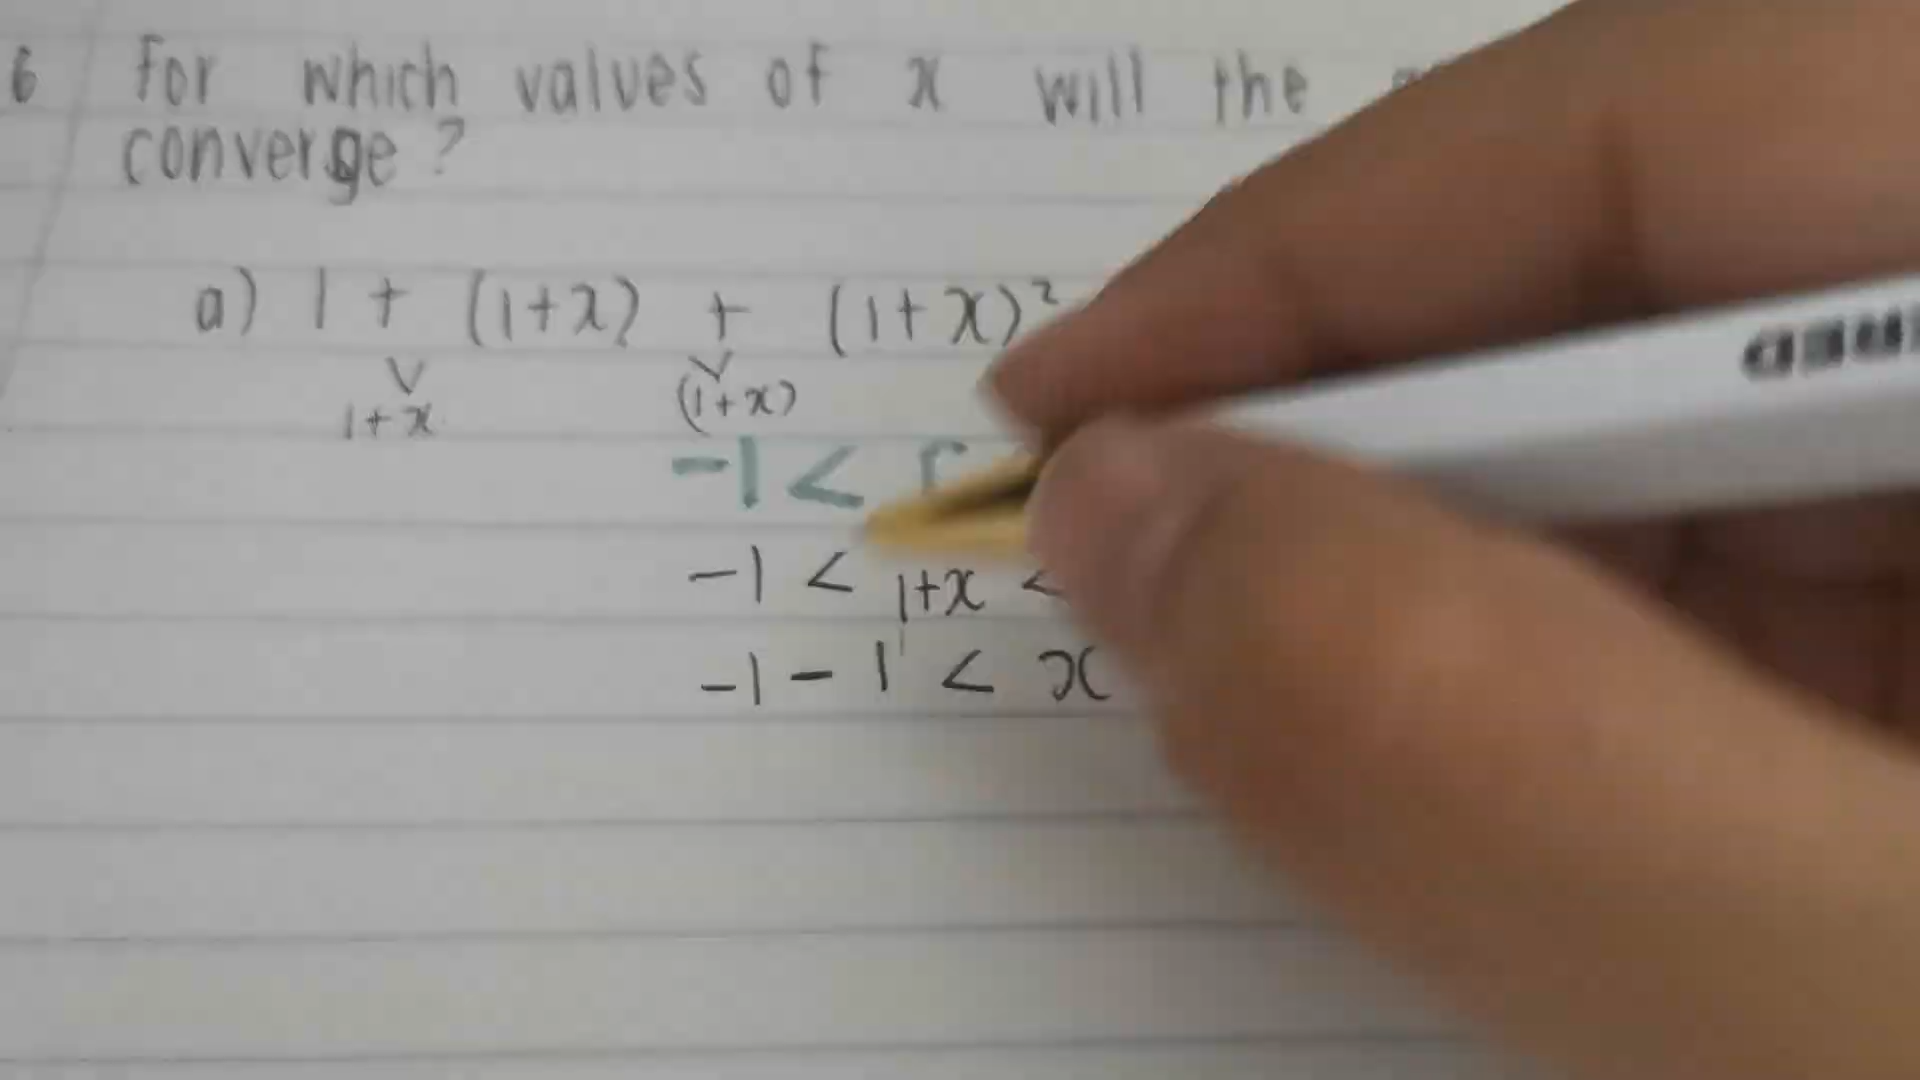 6 For which values of x will the
converge?
a) 1 + (1+x) + (1+x)²
1+x (1+x)
-1 < r
-1 < 1+x <
-1 - 1 < x